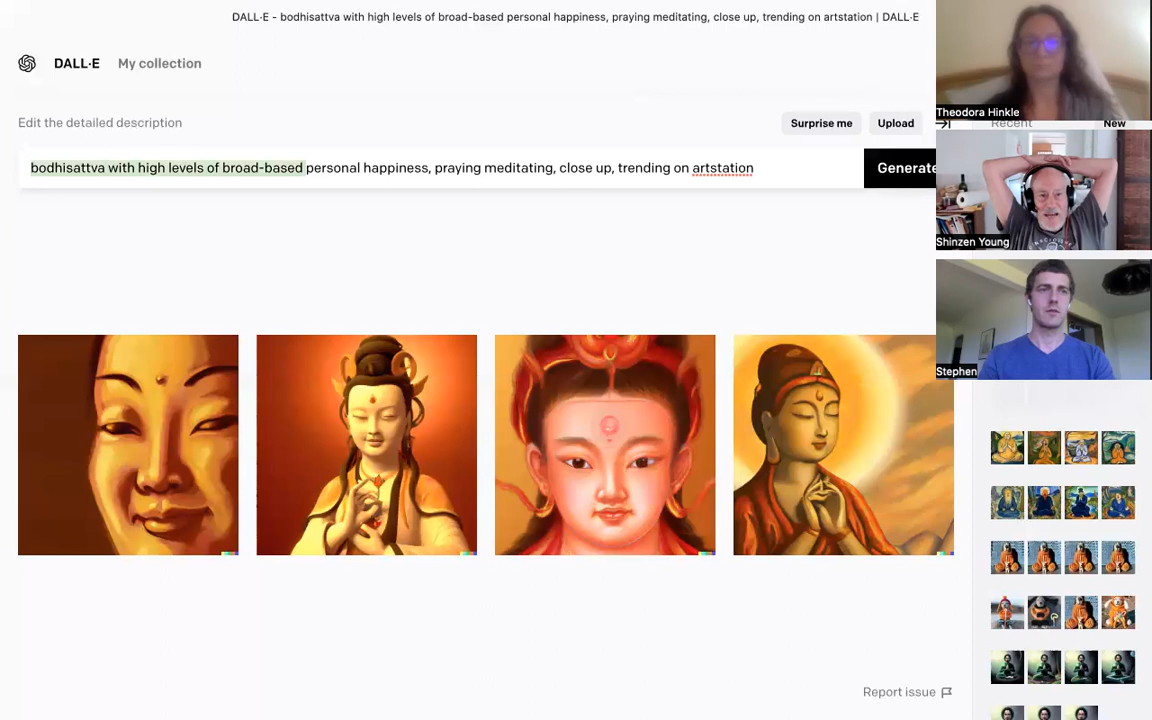 DALL·E - bodhisattva with high levels of broad-based personal happiness, praying meditating, close up, trending on artstation | DALL·E
DALL·E My collection
Edit the detailed description
Surprise me Upload
Recent New
bodhisattva with high levels of broad-based personal happiness, praying meditating, close up, trending on artstation
Generate
Theodora Hinkle
Shinzen Young
Stephen
Report issue